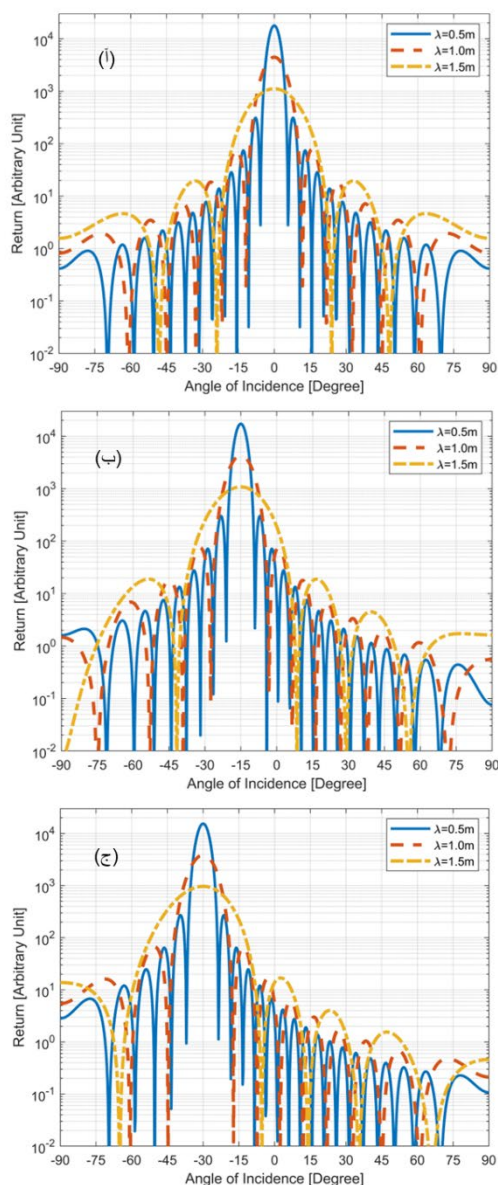 10^4
10^3
10^2
10^1
10^0
10^-1
10^-2
Return [Arbitrary Unit]
(أ)
λ=0.5m
λ=1.0m
λ=1.5m
-90 -75 -60 -45 -30 -15 0 15 30 45 60 75 90
Angle of Incidence [Degree]
10^4
10^3
10^2
10^1
10^0
10^-1
10^-2
Return [Arbitrary Unit]
(ب)
λ=0.5m
λ=1.0m
λ=1.5m
-90 -75 -60 -45 -30 -15 0 15 30 45 60 75 90
Angle of Incidence [Degree]
10^4
10^3
10^2
10^1
10^0
10^-1
10^-2
Return [Arbitrary Unit]
(ج)
λ=0.5m
λ=1.0m
λ=1.5m
-90 -75 -60 -45 -30 -15 0 15 30 45 60 75 90
Angle of Incidence [Degree]